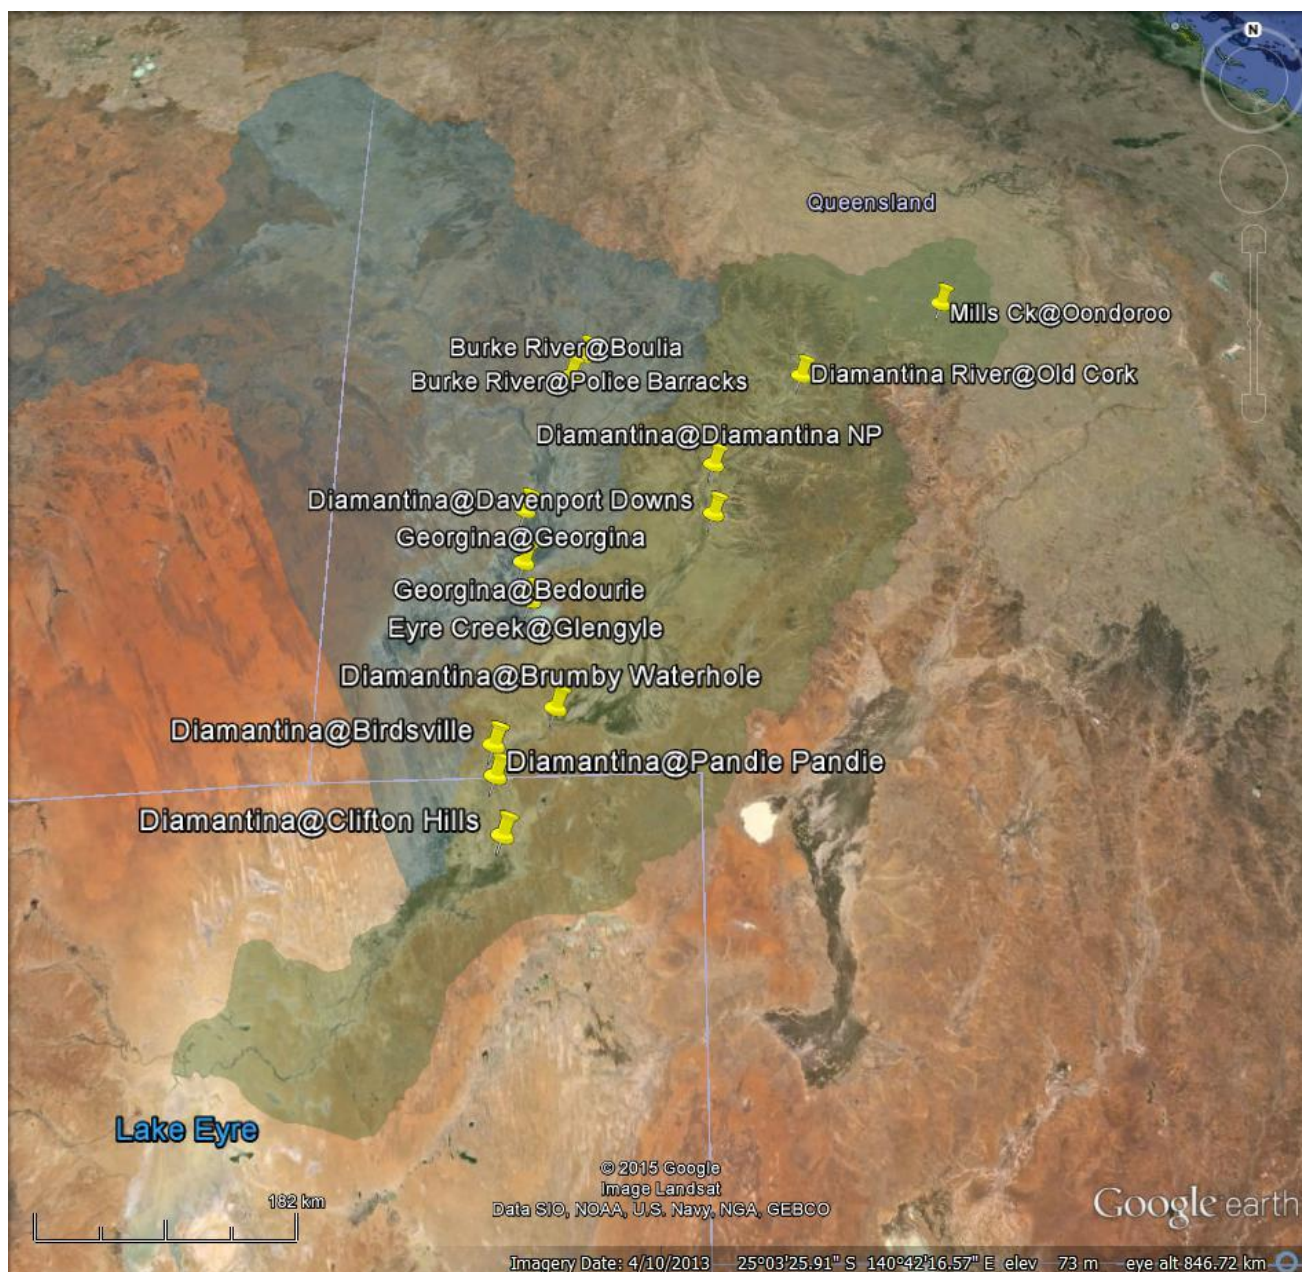 N
Queensland
Mills Ck@Oondoroo
Burke River@Boulia
Diamantina River@Old Cork
Burke River@Police Barracks
Diamantina@Diamantina NP
Diamantina@Davenport Downs
Georgina@Georgina
Georgina@Bedourie
Eyre Creek@Glengyle
Diamantina@Brumby Waterhole
Diamantina@Birdsville
Diamantina@Pandie Pandie
Diamantina@Clifton Hills
Lake Eyre
182 km
© 2015 Google
Image Landsat
Data SIO, NOAA, U.S. Navy, NGA, GEBCO
Google earth
Imagery Date: 4/10/2013 25°03'25.91" S 140°42'16.57" E elev 73 m eye alt 846.72 km